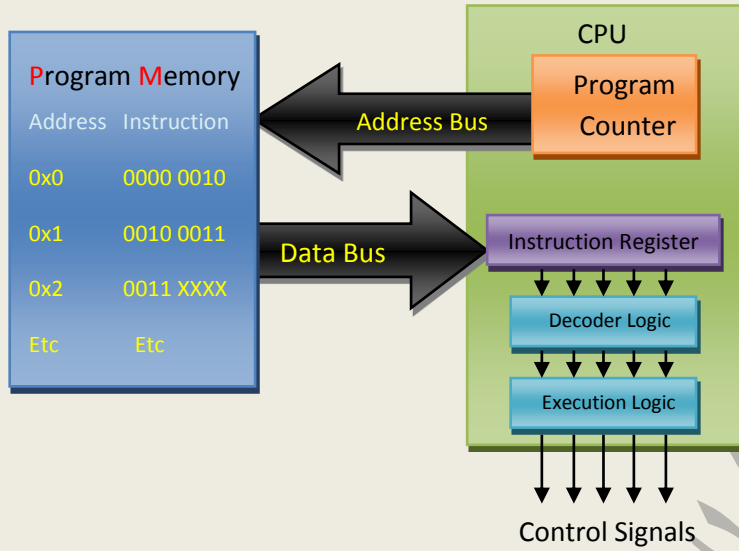 Program Memory
Address Instruction
0x0 0000 0010
0x1 0010 0011
0x2 0011 XXXX
Etc Etc
Address Bus
Data Bus
CPU
Program
Counter
Instruction Register
Decoder Logic
Execution Logic
Control Signals